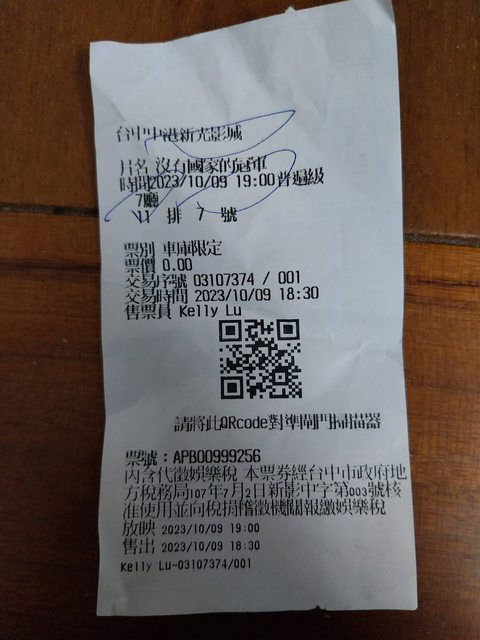 台中中港新光影城
片名 沒有國家的冠軍
時間2023/10/09 19:00普遍級
7廳
11 排 7 號
票別 車庫限定
票價 0.00
交易序號 03107374 / 001
交易時間 2023/10/09 18:30
售票員 Kelly Lu
請將此QRcode對準閘門掃描器
票號：APB00999256
內含代徵娛樂稅 本票券經台中市政府地
方稅務局107年7月2日新影中字第003號核
准使用並向稅捐稽徵機關報繳娛樂稅
放映 2023/10/09 19:00
售出 2023/10/09 18:30
Kelly Lu-03107374/001